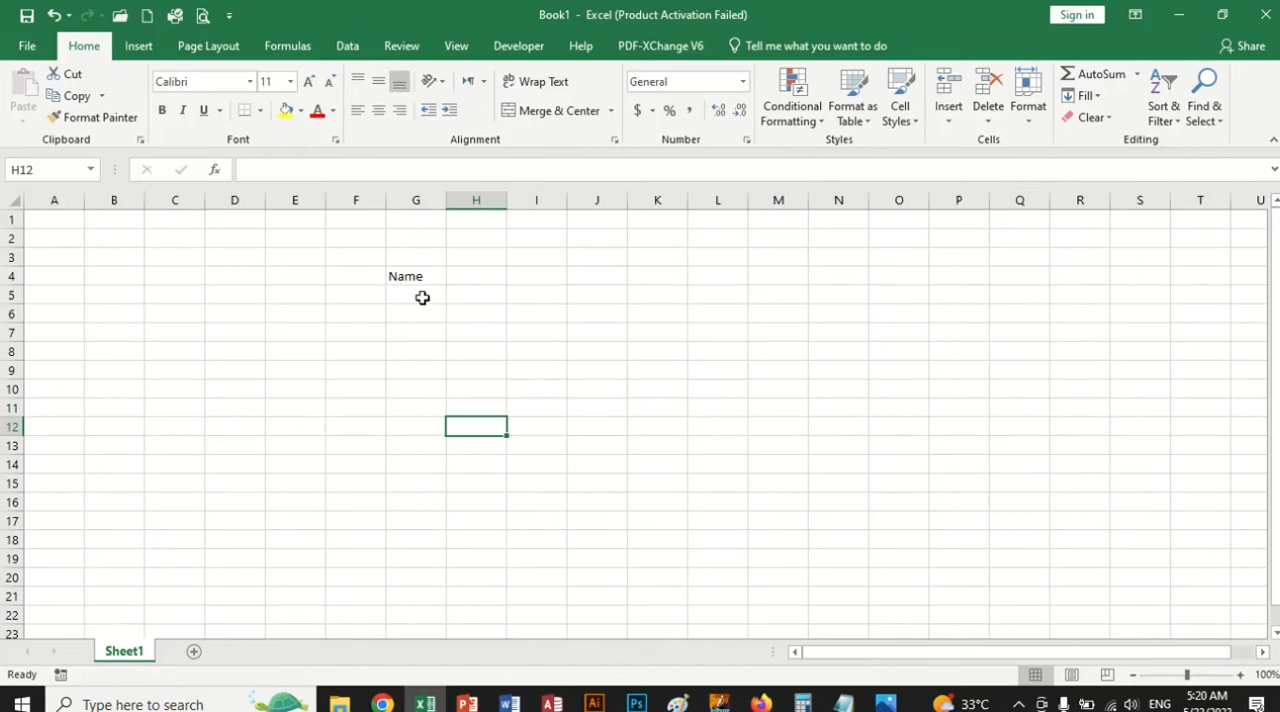 Book1 - Excel (Product Activation Failed)
Sign in
File Home Insert Page Layout Formulas Data Review View Developer Help PDF-XChange V6 Tell me what you want to do Share
Paste
Cut
Copy
Format Painter
Clipboard
Calibri 11
B I U A
Font
Wrap Text
Merge & Center
Alignment
General
$ % ,
Number
Conditional Formatting
Format as Table
Cell Styles
Styles
Insert
Delete
Format
Cells
AutoSum
Fill
Clear
Sort & Filter
Find & Select
Editing
H12
fx
A B C D E F G H I J K L M N O P Q R S T U
1
2
3
4 Name
5
6
7
8
9
10
11
12
13
14
15
16
17
18
19
20
21
22
23
Sheet1
Ready
100%
Type here to search
33°C
ENG
5:20 AM